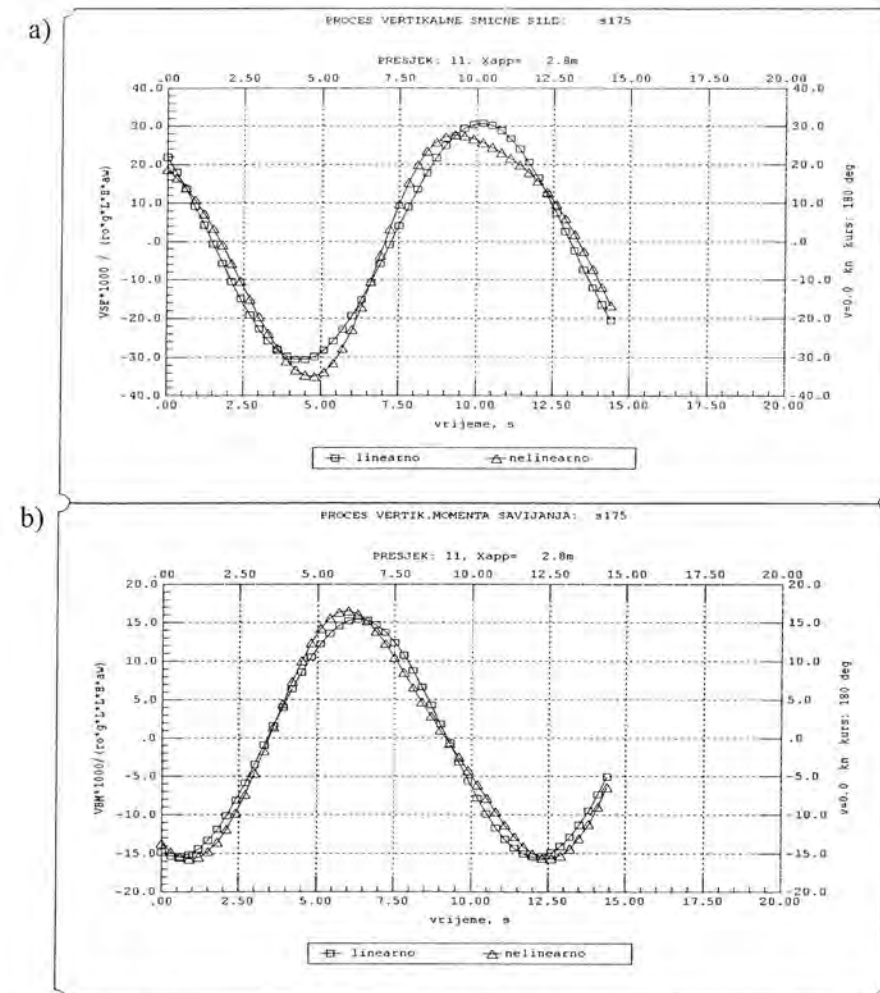 a)
PROCES VERTIKALNE SMICNE SILE: s175
PRESJEK: 11, Xapp= 2.8m
.00 2.50 5.00 7.50 10.00 12.50 15.00 17.50 20.00
40.0 40.0
30.0 30.0
20.0 20.0
10.0 10.0
.0 .0
-10.0 -10.0
-20.0 -20.0
-30.0 -30.0
-40.0 -40.0
VSF*1000 / (ro*g*L*B*aw)
v=0.0 kn kurs: 180 deg
.00 2.50 5.00 7.50 10.00 12.50 15.00 17.50 20.00
vrijeme, s
linearno nelinearno
b)
PROCES VERTIK.MOMENTA SAVIJANJA: s175
PRESJEK: 11, Xapp= 2.8m
.00 2.50 5.00 7.50 10.00 12.50 15.00 17.50 20.00
20.0 20.0
15.0 15.0
10.0 10.0
5.0 5.0
.0 .0
-5.0 -5.0
-10.0 -10.0
-15.0 -15.0
-20.0 -20.0
VBM*1000/(ro*g*L*L*B*aw)
v=0.0 kn kurs: 180 deg
.00 2.50 5.00 7.50 10.00 12.50 15.00 17.50 20.00
vrijeme, s
linearno nelinearno